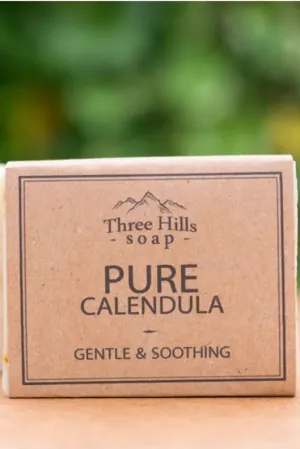 Three Hills
- soap -
PURE
CALENDULA
GENTLE & SOOTHING